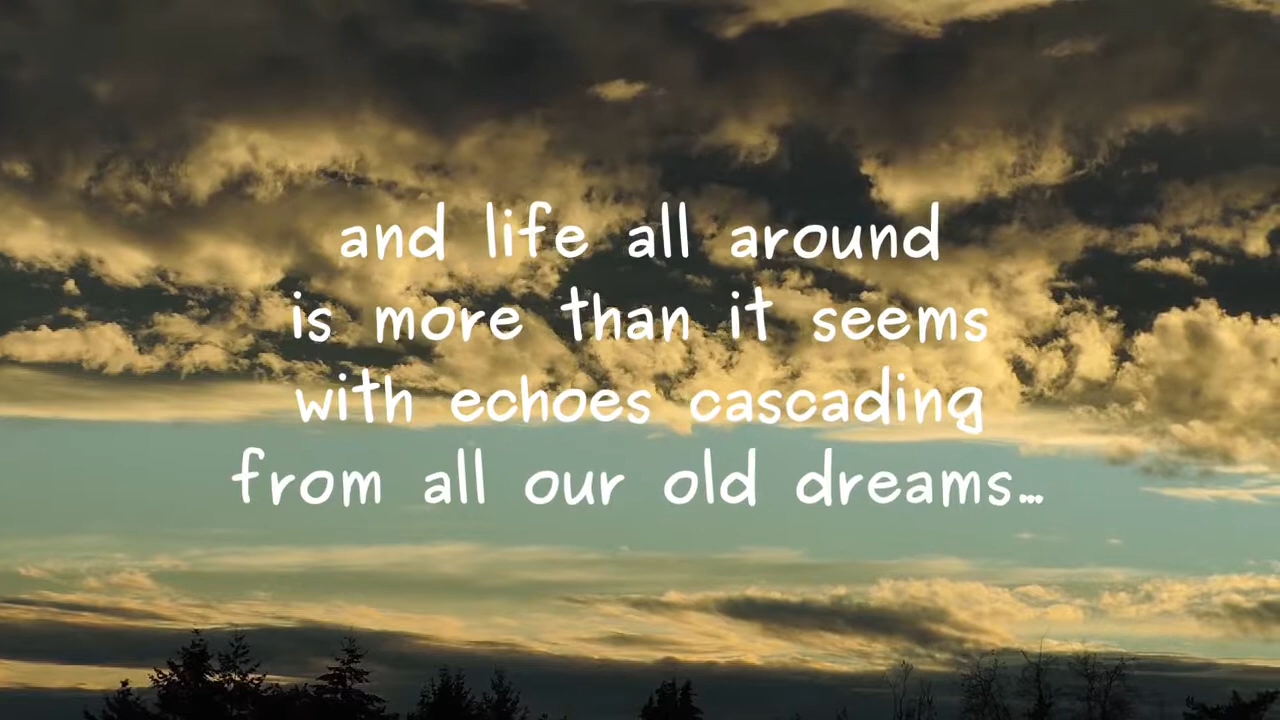 and life all around
is more than it seems
with echoes cascading
from all our old dreams...